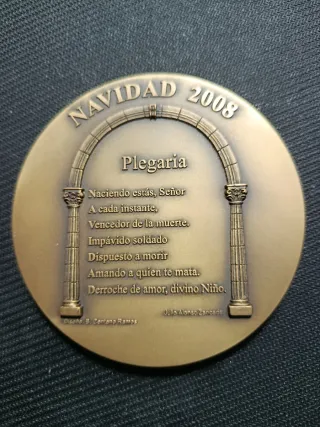 NAVIDAD 2008
Plegaria
Naciendo estás, Señor
A cada instante,
Vencedor de la muerte.
Impávido soldado
Dispuesto a morir
Amando a quien te mata.
Derroche de amor, divino Niño.